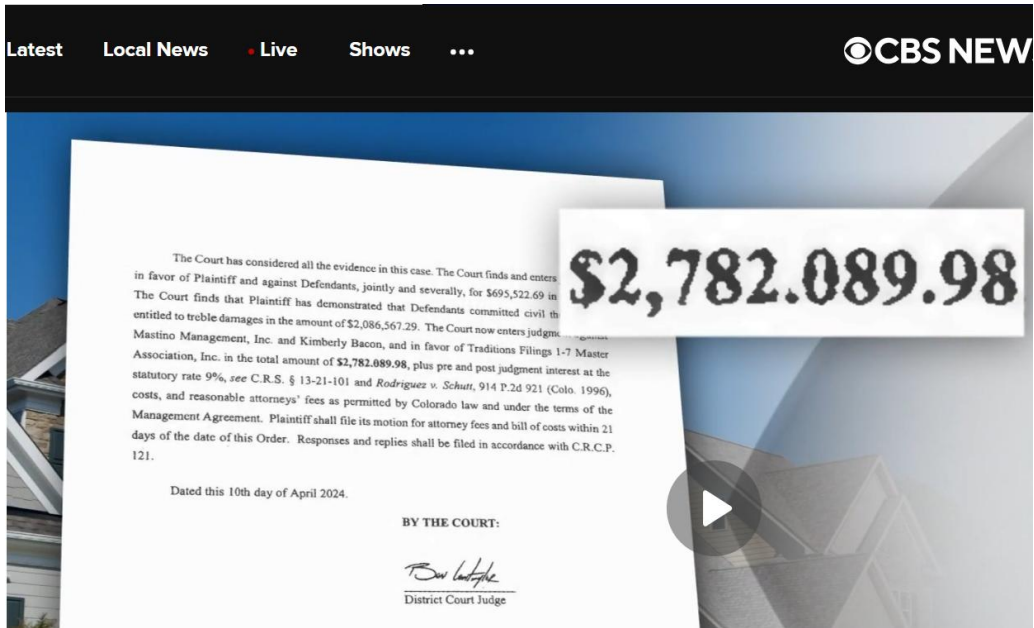 Latest Local News • Live Shows •••
CBS NEWS
$2,782.089.98
The Court has considered all the evidence in this case. The Court finds and enters
in favor of Plaintiff and against Defendants, jointly and severally, for $695,522.69 in
The Court finds that Plaintiff has demonstrated that Defendants committed civil th
entitled to treble damages in the amount of $2,086,567.29. The Court now enters judgme against
Mastino Management, Inc. and Kimberly Bacon, and in favor of Traditions Filings 1-7 Master
Association, Inc. in the total amount of $2,782.089.98, plus pre and post judgment interest at the
statutory rate 9%, see C.R.S. § 13-21-101 and Rodriguez v. Schutt, 914 P.2d 921 (Colo. 1996),
costs, and reasonable attorneys' fees as permitted by Colorado law and under the terms of the
Management Agreement. Plaintiff shall file its motion for attorney fees and bill of costs within 21
days of the date of this Order. Responses and replies shall be filed in accordance with C.R.C.P.
121.
Dated this 10th day of April 2024.
BY THE COURT:
District Court Judge